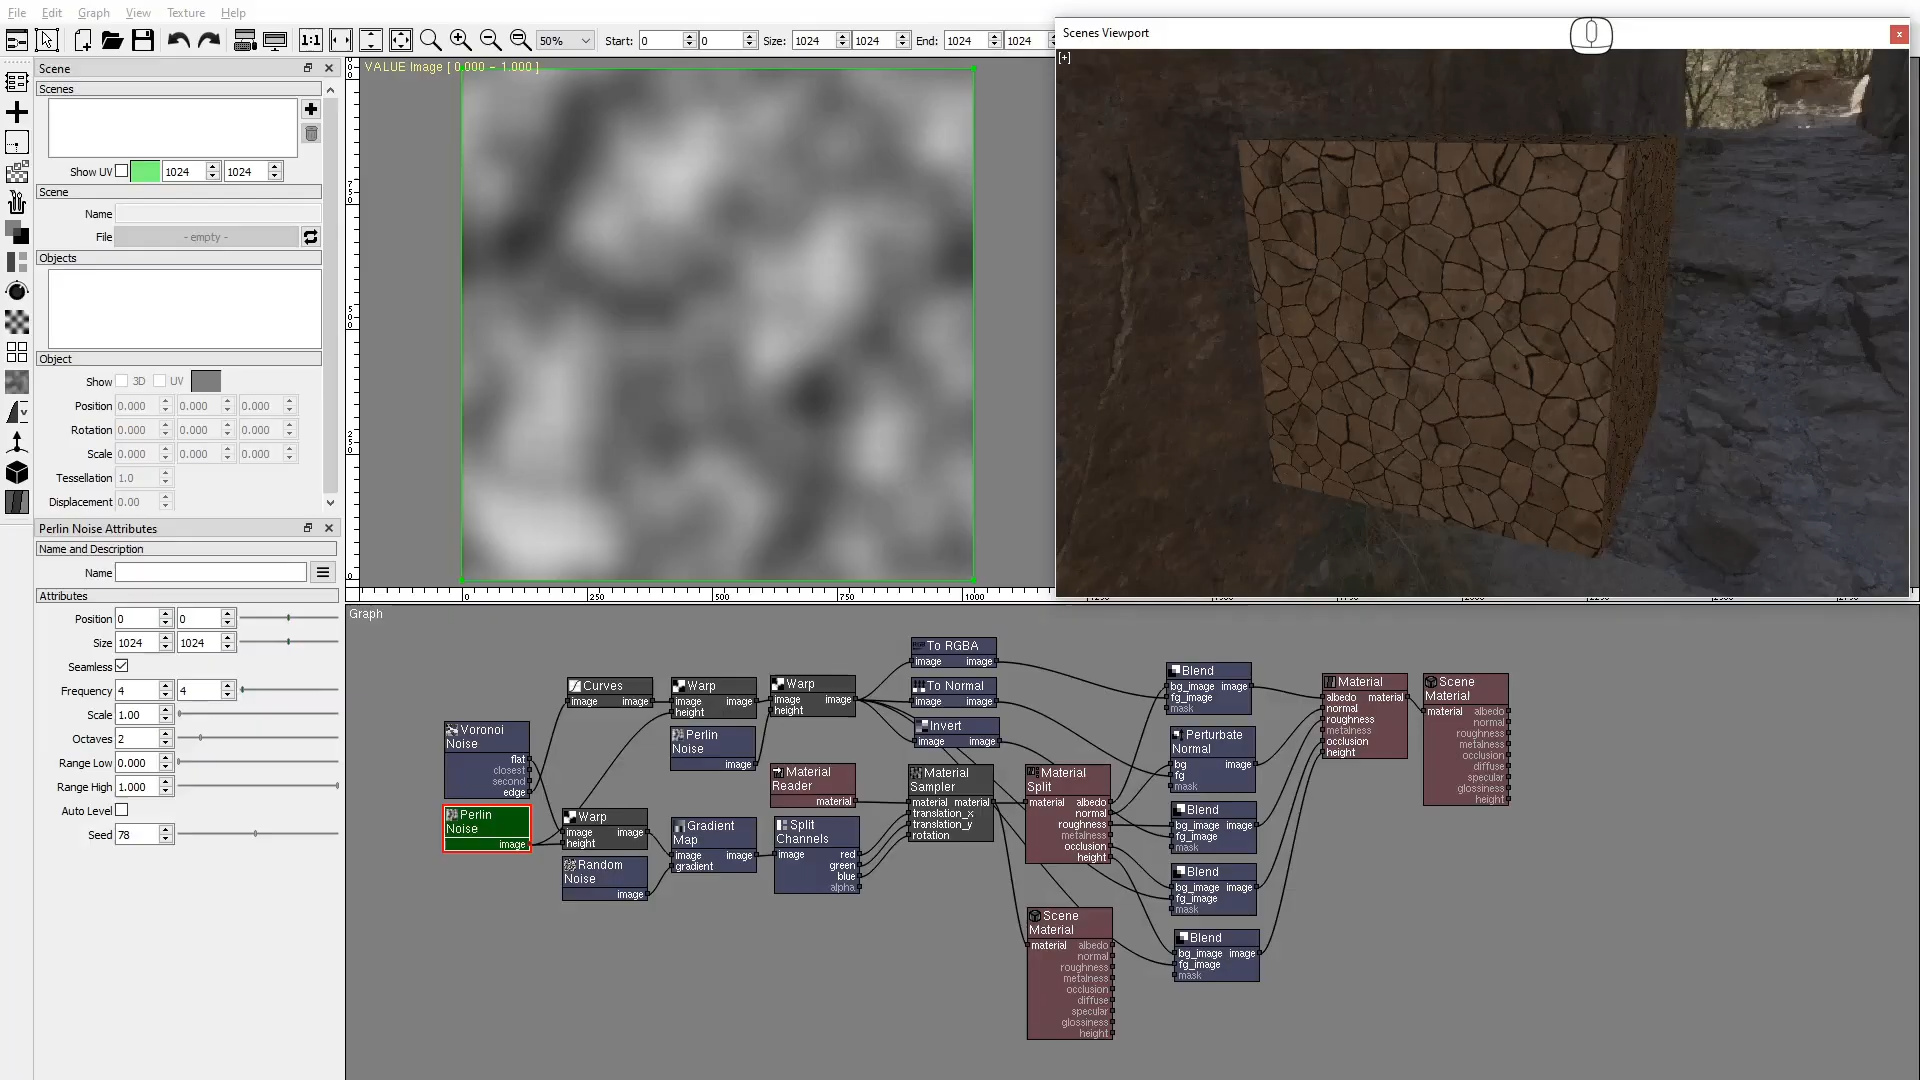 File Edit Graph View Texture Help
1:1 50% Start: 0 0 Size: 1024 1024 End: 1024 1024
Scene
Scenes
Show UV 1024 1024
Scene
Name
File - empty -
Objects
Object
Show 3D UV
Position 0.000 0.000 0.000
Rotation 0.000 0.000 0.000
Scale 0.000 0.000 0.000
Tessellation 1.0
Displacement 0.00
Perlin Noise Attributes
Name and Description
Name
Attributes
Position 0 0
Size 1024 1024
Seamless
Frequency 4 4
Scale 1.00
Octaves 2
Range Low 0.000
Range High 1.000
Auto Level
Seed 78
VALUE Image [ 0.000 - 1.000 ]
0 250 500 750 1000
Scenes Viewport
x
[+]
Graph
Voronoi
Noise
flat
closest
second
edge
Perlin
Noise
image
Curves
image image
Warp
image image
height
Random
Noise
image
Warp
image image
height
Perlin
Noise
image
Gradient
Map
image image
gradient
Warp
image image
height
Material
Reader
material
Split
Channels
image red
green
blue
alpha
To RGBA
image image
To Normal
image image
Invert
image image
Material
Sampler
material material
translation_x
translation_y
rotation
Material
Split
material albedo
normal
roughness
metalness
occlusion
height
Scene
Material
material albedo
normal
roughness
metalness
occlusion
diffuse
specular
glossiness
height
Blend
bg_image image
fg_image
mask
Perturbate
Normal
bg image
fg
mask
Blend
bg_image image
fg_image
mask
Blend
bg_image image
fg_image
mask
Blend
bg_image image
fg_image
mask
Material
albedo material
normal
roughness
metalness
occlusion
height
Scene
Material
material albedo
normal
roughness
metalness
occlusion
diffuse
specular
glossiness
height